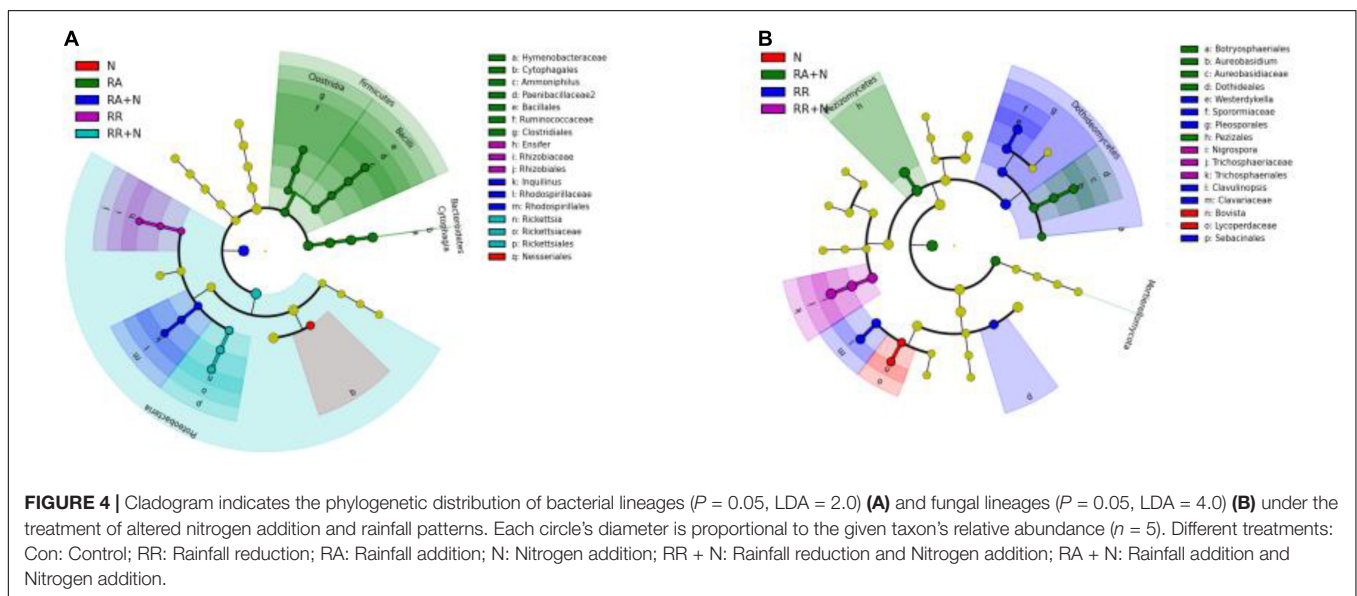 A
N
RA
RA+N
RR
RR+N
Clostridia
Firmicutes
g
f
Bacilli
e
d
Bacteroidetes
Cytophagia
b
a
m
l
n
o
p
q
Proteobacteria
a: Hymenobacteraceae
b: Cytophagales
c: Ammoniphilus
d: Paenibacillaceae2
e: Bacillales
f: Ruminococcaceae
g: Clostridiales
h: Ensifer
i: Rhizobiaceae
j: Rhizobiales
k: Inquilinus
l: Rhodospirillaceae
m: Rhodospirillales
n: Rickettsia
o: Rickettsiaceae
p: Rickettsiales
q: Neisseriales
B
N
RA+N
RR
RR+N
Pezizomycetes
h
Dothideomycetes
g
f
d
a
Mortierellomycota
k
m
n
o
p
a: Botryosphaeriales
b: Aureobasidium
c: Aureobasidiaceae
d: Dothideales
e: Westerdykella
f: Sporormiaceae
g: Pleosporales
h: Pezizales
i: Nigrospora
j: Trichosphaeriaceae
k: Trichosphaeriales
l: Clavulinopsis
m: Clavariaceae
n: Bovista
o: Lycoperdaceae
p: Sebacinales
FIGURE 4 | Cladogram indicates the phylogenetic distribution of bacterial lineages (P = 0.05, LDA = 2.0) (A) and fungal lineages (P = 0.05, LDA = 4.0) (B) under the
treatment of altered nitrogen addition and rainfall patterns. Each circle's diameter is proportional to the given taxon's relative abundance (n = 5). Different treatments:
Con: Control; RR: Rainfall reduction; RA: Rainfall addition; N: Nitrogen addition; RR + N: Rainfall reduction and Nitrogen addition; RA + N: Rainfall addition and
Nitrogen addition.